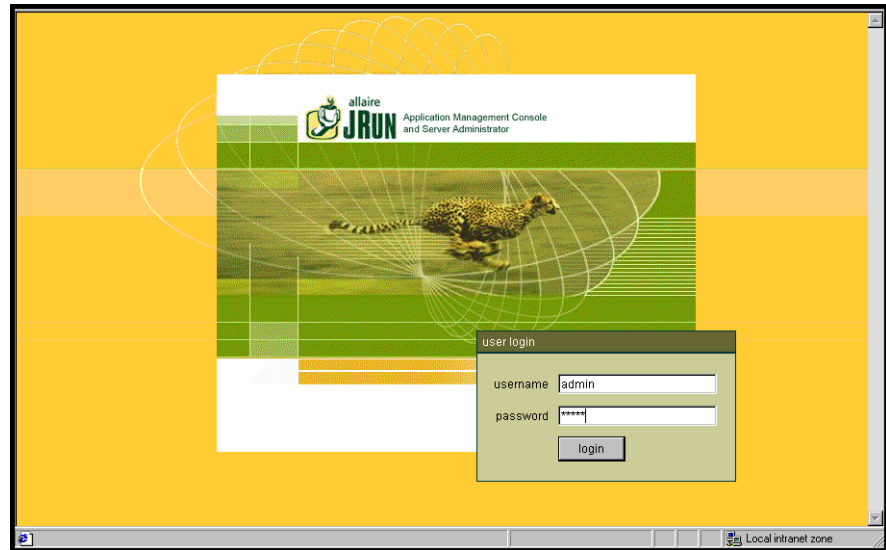 allaire
JRUN
Application Management Console
and Server Administrator
user login
username admin
password *****
login
Local intranet zone